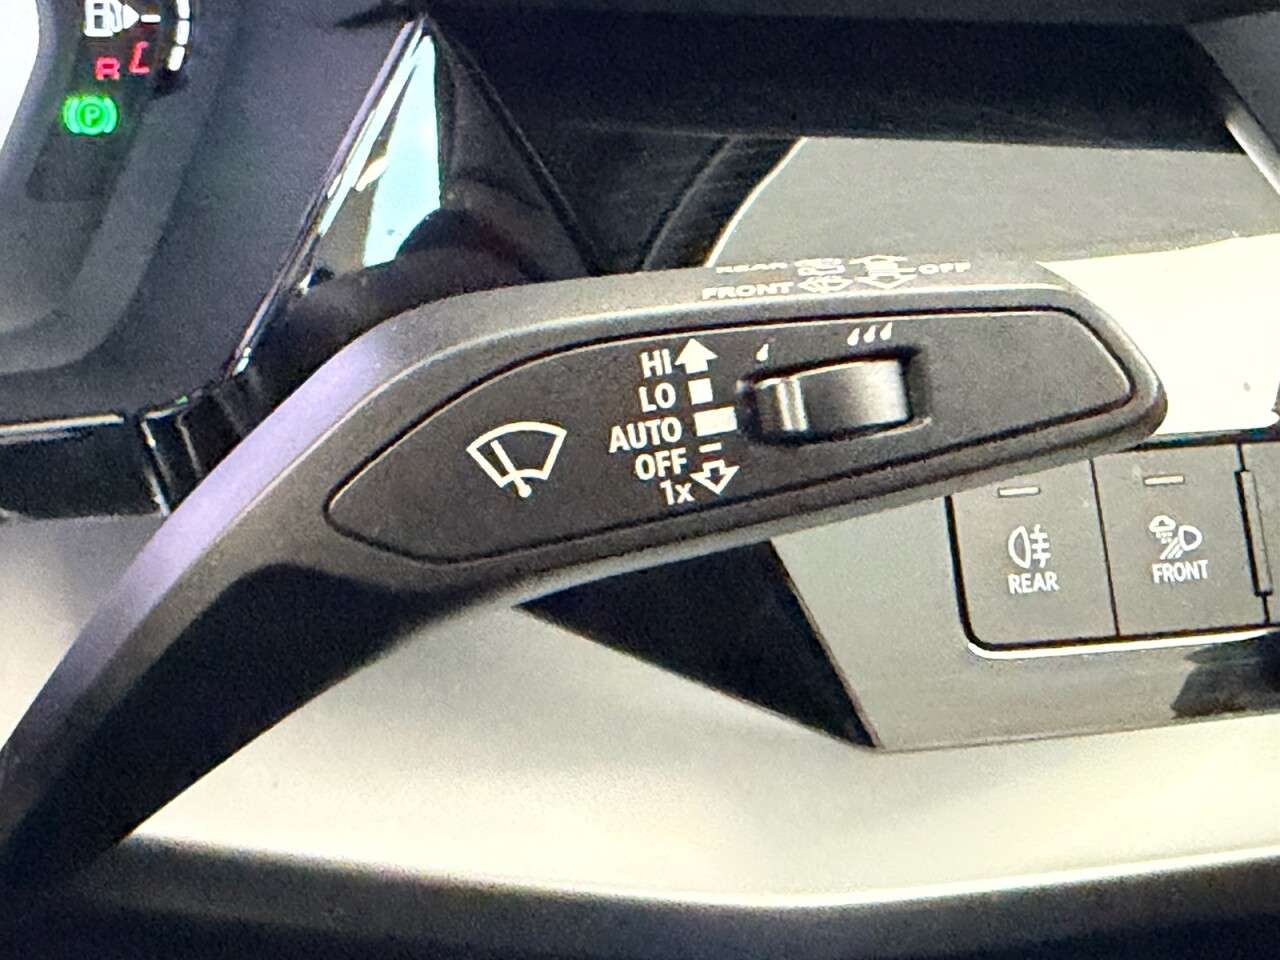 P
REAR OFF
FRONT
HI
LO
AUTO
OFF
1x
REAR
FRONT